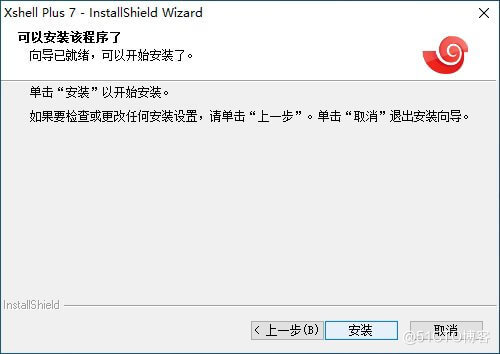 Xshell Plus 7 - InstallShield Wizard
可以安装该程序了
向导已就绪，可以开始安装了。
单击“安装”以开始安装。
如果要检查或更改任何安装设置，请单击“上一步”。单击“取消”退出安装向导。
InstallShield
< 上一步(B)
安装
取消
@51CTO博客